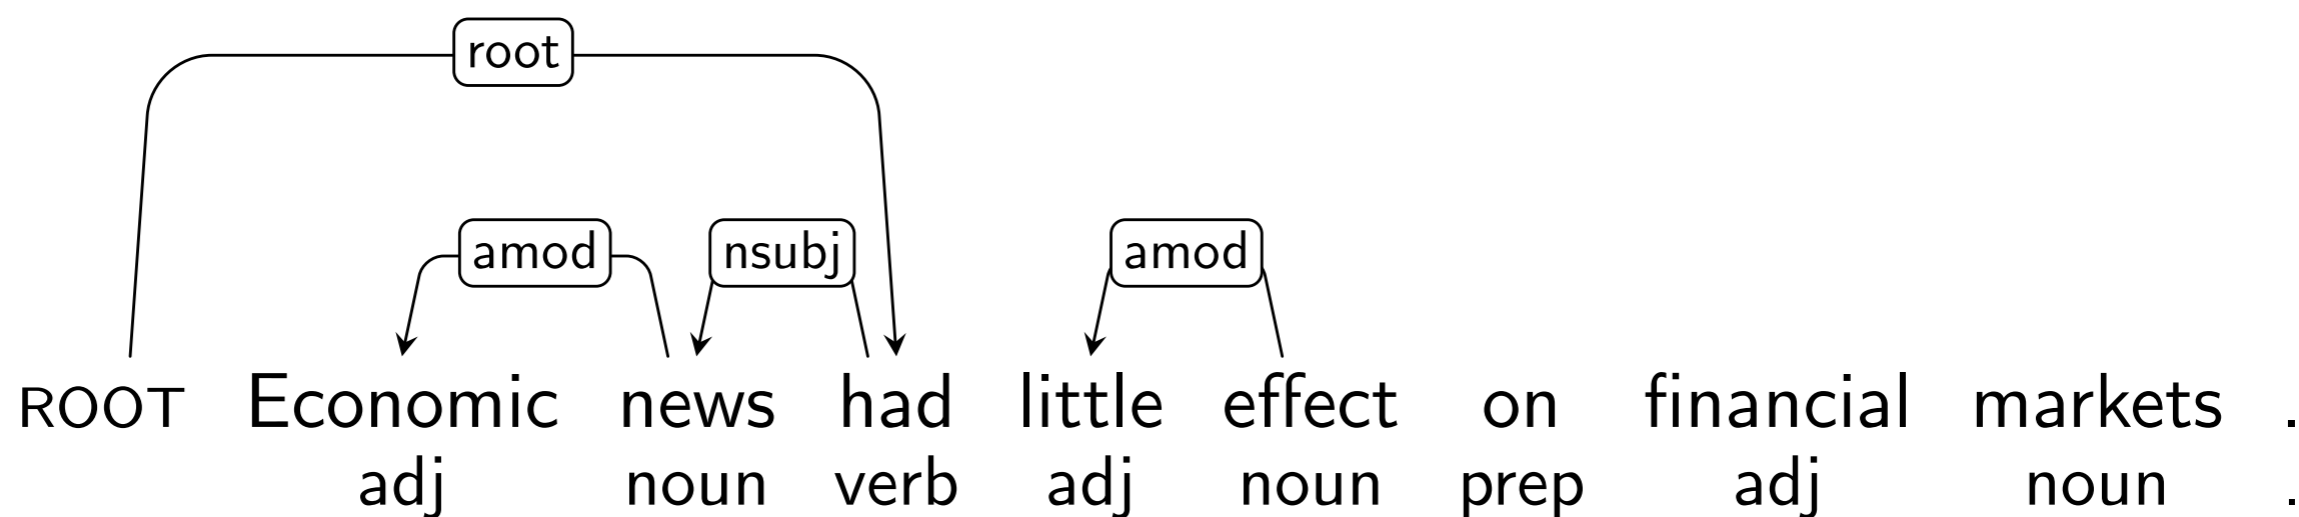 root
amod nsubj amod
ROOT Economic news had little effect on financial markets .
adj noun verb adj noun prep adj noun .